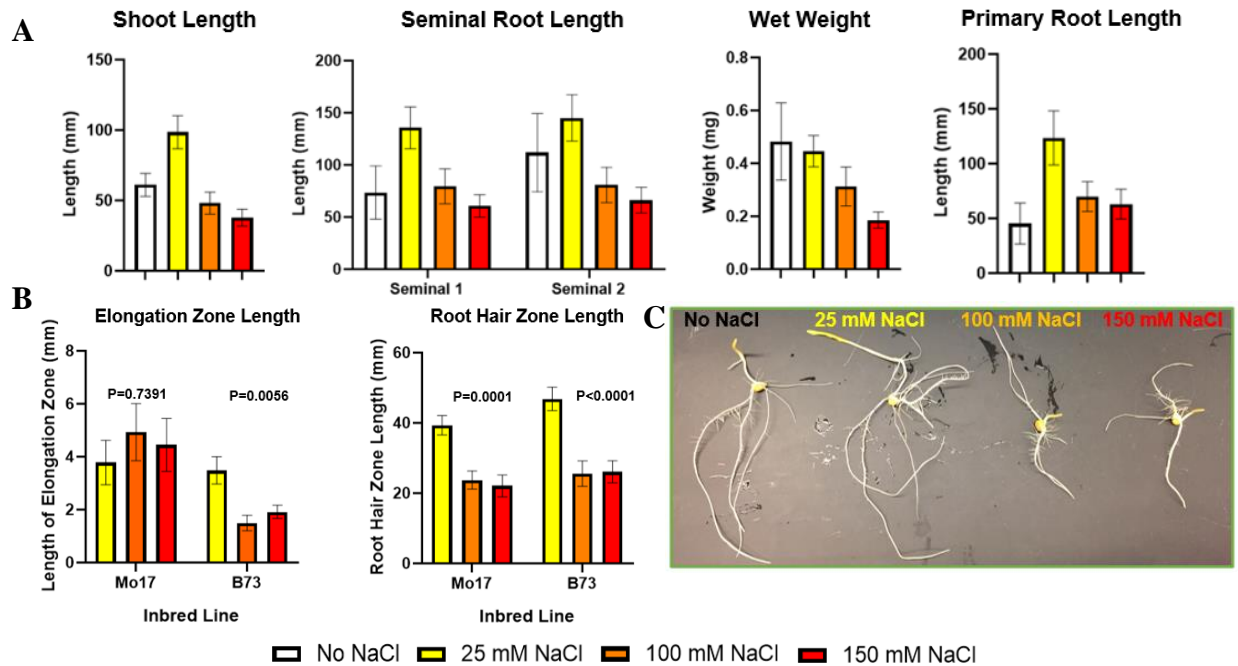 A
Shoot Length
Length (mm)
150
100
50
0
Seminal Root Length
Length (mm)
200
150
100
50
0
Seminal 1
Seminal 2
Wet Weight
Weight (mg)
0.8
0.6
0.4
0.2
0.0
Primary Root Length
Length (mm)
200
150
100
50
0
B
Elongation Zone Length
Length of Elongation Zone (mm)
8
6
4
2
0
P=0.7391
P=0.0056
Mo17
B73
Inbred Line
Root Hair Zone Length
Root Hair Zone Length (mm)
60
40
20
0
P=0.0001
P<0.0001
Mo17
B73
Inbred Line
C
No NaCl
25 mM NaCl
100 mM NaCl
150 mM NaCl
No NaCl
25 mM NaCl
100 mM NaCl
150 mM NaCl